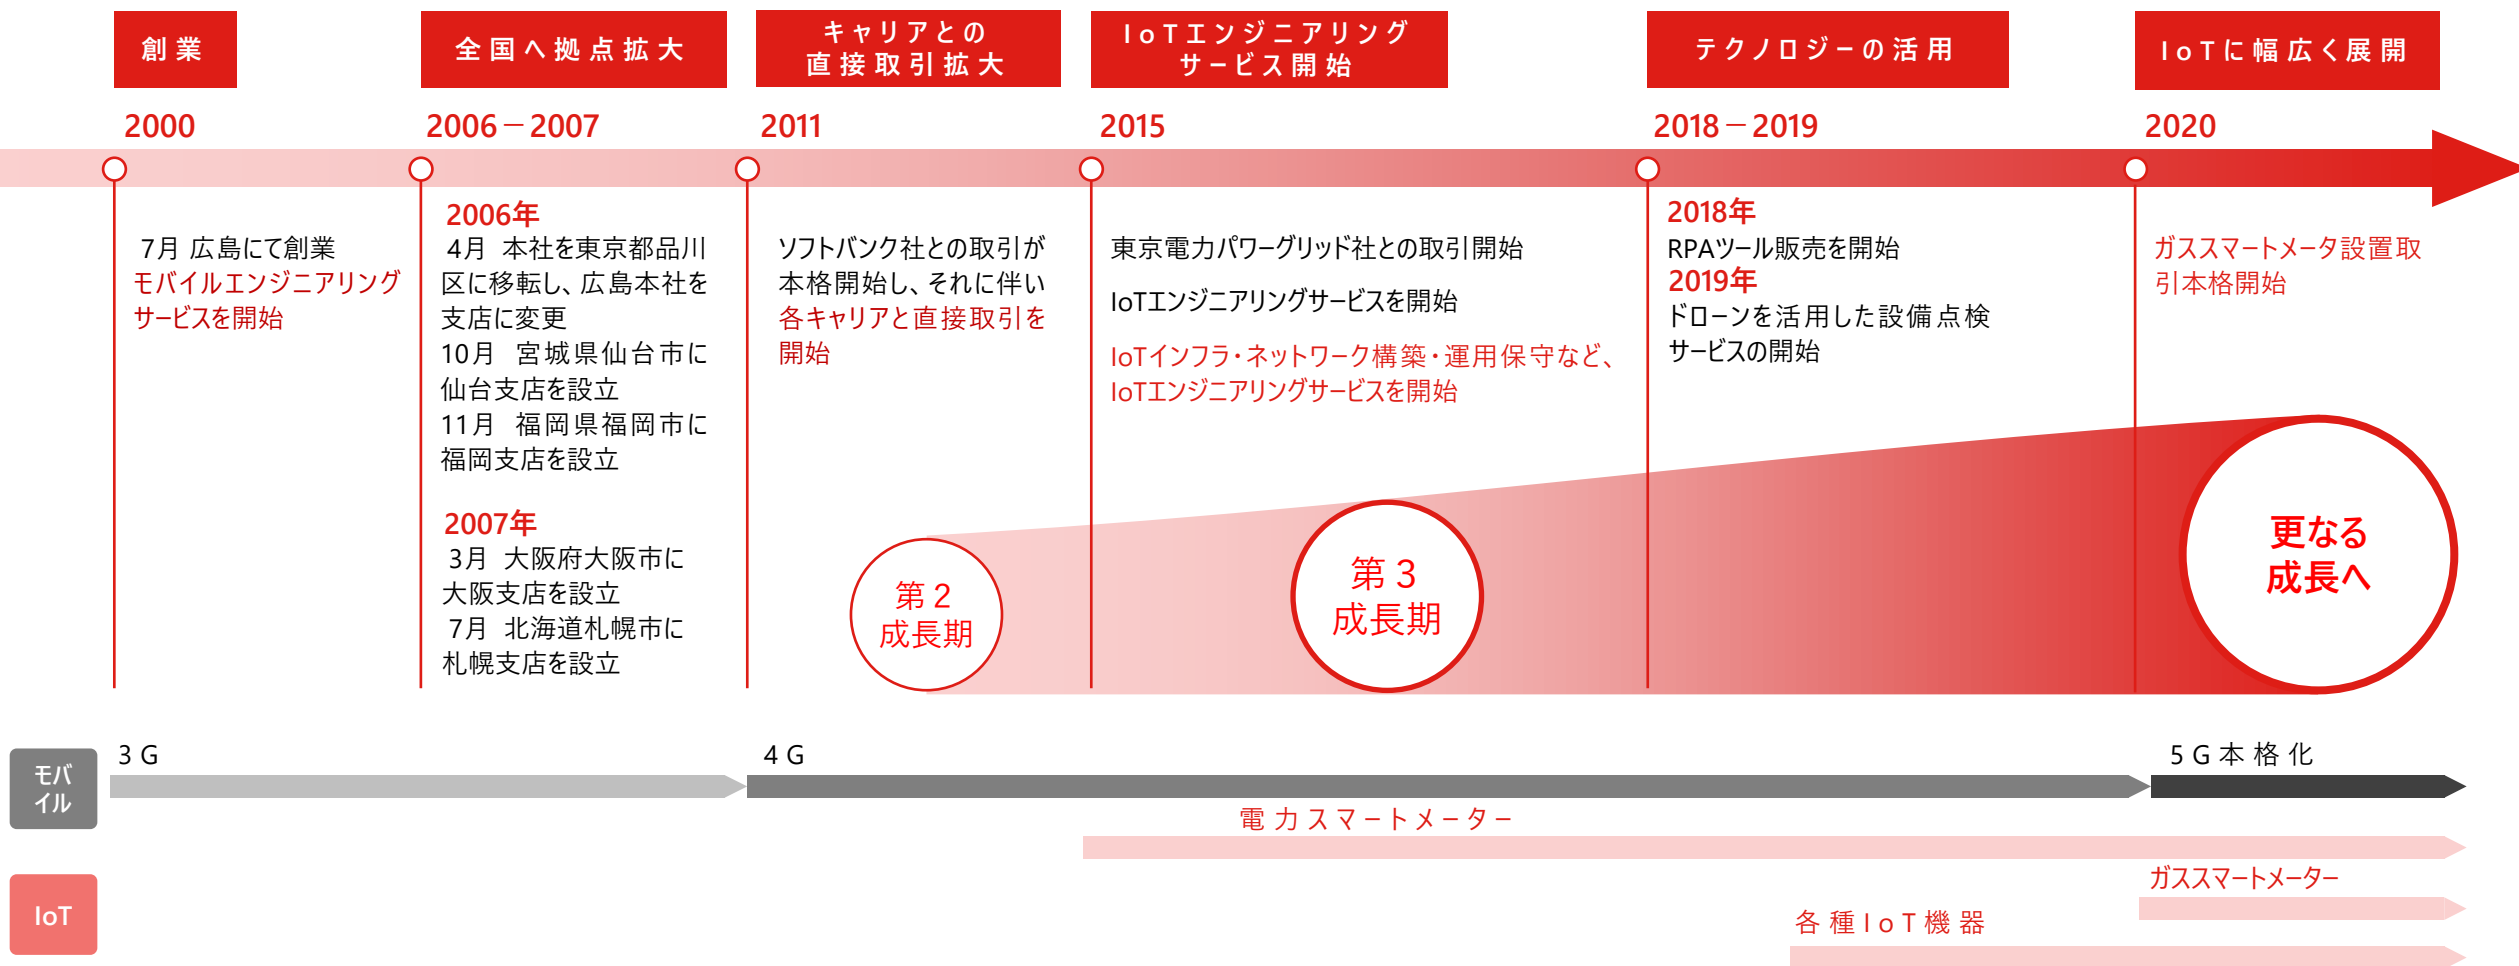 創業
全国へ拠点拡大
キャリアとの
直接取引拡大
IoTエンジニアリング
サービス開始
テクノロジーの活用
IoTに幅広く展開
2000
2006－2007
2011
2015
2018－2019
2020
7月 広島にて創業
モバイルエンジニアリング
サービスを開始
2006年
4月 本社を東京都品川
区に移転し、広島本社を
支店に変更
10月 宮城県仙台市に
仙台支店を設立
11月 福岡県福岡市に
福岡支店を設立
2007年
3月 大阪府大阪市に
大阪支店を設立
7月 北海道札幌市に
札幌支店を設立
ソフトバンク社との取引が
本格開始し、それに伴い
各キャリアと直接取引を
開始
東京電力パワーグリッド社との取引開始
IoTエンジニアリングサービスを開始
IoTインフラ・ネットワーク構築・運用保守など、
IoTエンジニアリングサービスを開始
2018年
RPAツール販売を開始
2019年
ドローンを活用した設備点検
サービスの開始
ガススマートメータ設置取
引本格開始
第2
成長期
第3
成長期
更なる
成長へ
モバ
イル
3G
4G
5G本格化
電力スマートメーター
ガススマートメーター
IoT
各種IoT機器